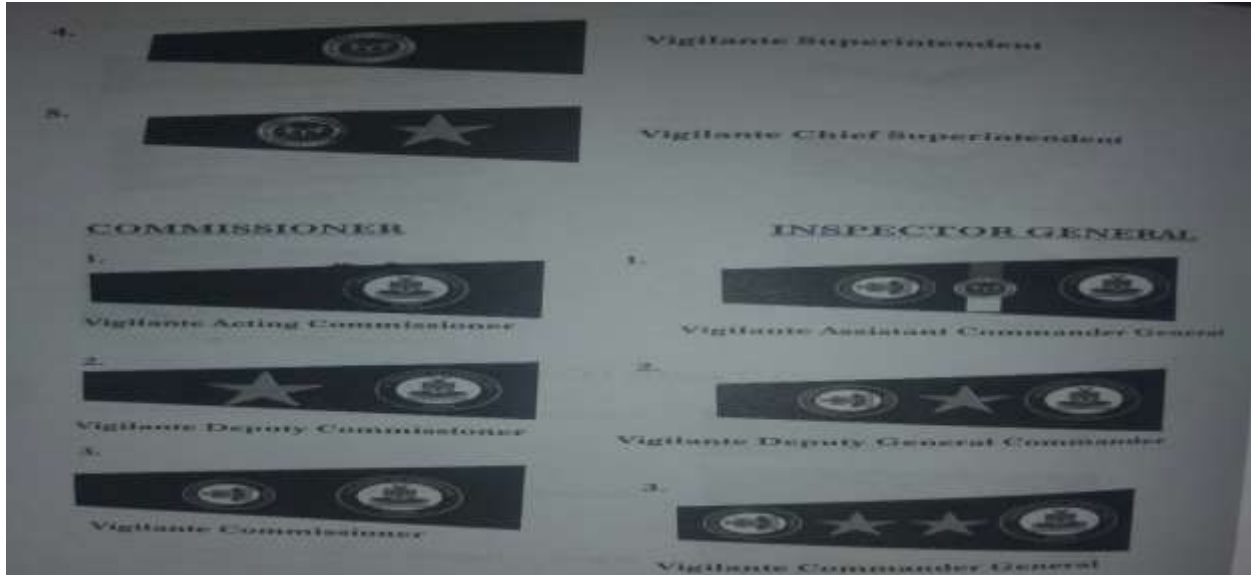 4.
Vigilante Superintendent
5.
Vigilante Chief Superintendent
COMMISSIONER
1.
Vigilante Acting Commissioner
2.
Vigilante Deputy Commissioner
3.
Vigilante Commissioner
INSPECTOR GENERAL
1.
Vigilante Assistant Commander General
2.
Vigilante Deputy General Commander
3.
Vigilante Commander General